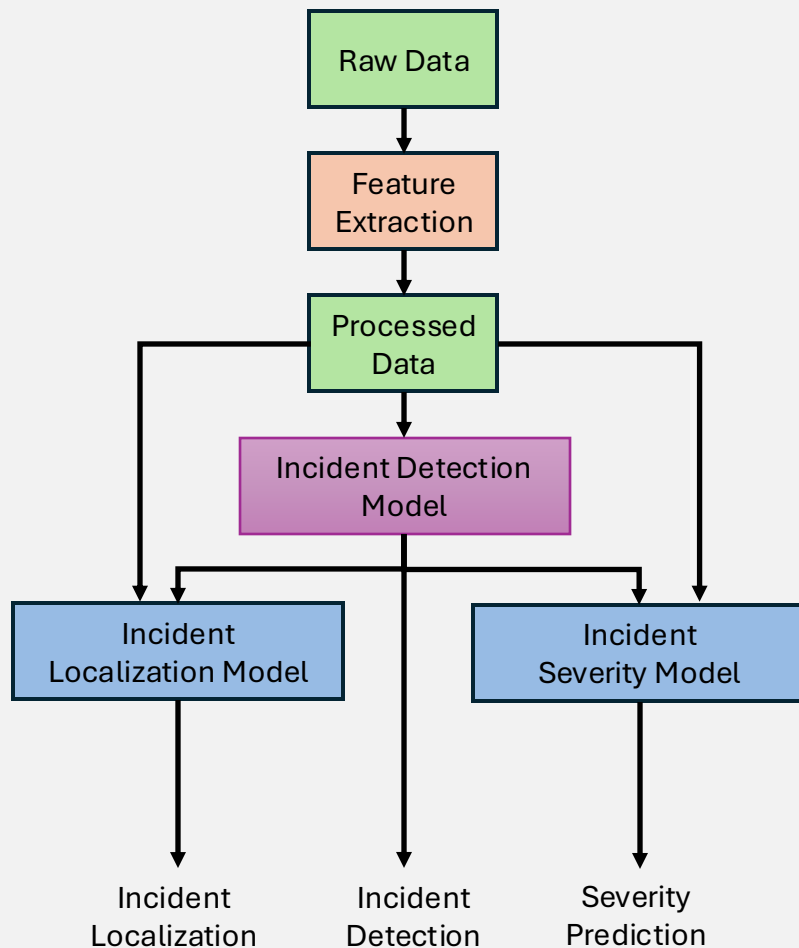 Raw Data
Feature
Extraction
Processed
Data
Incident Detection
Model
Incident
Localization Model
Incident
Severity Model
Incident
Localization
Incident
Detection
Severity
Prediction